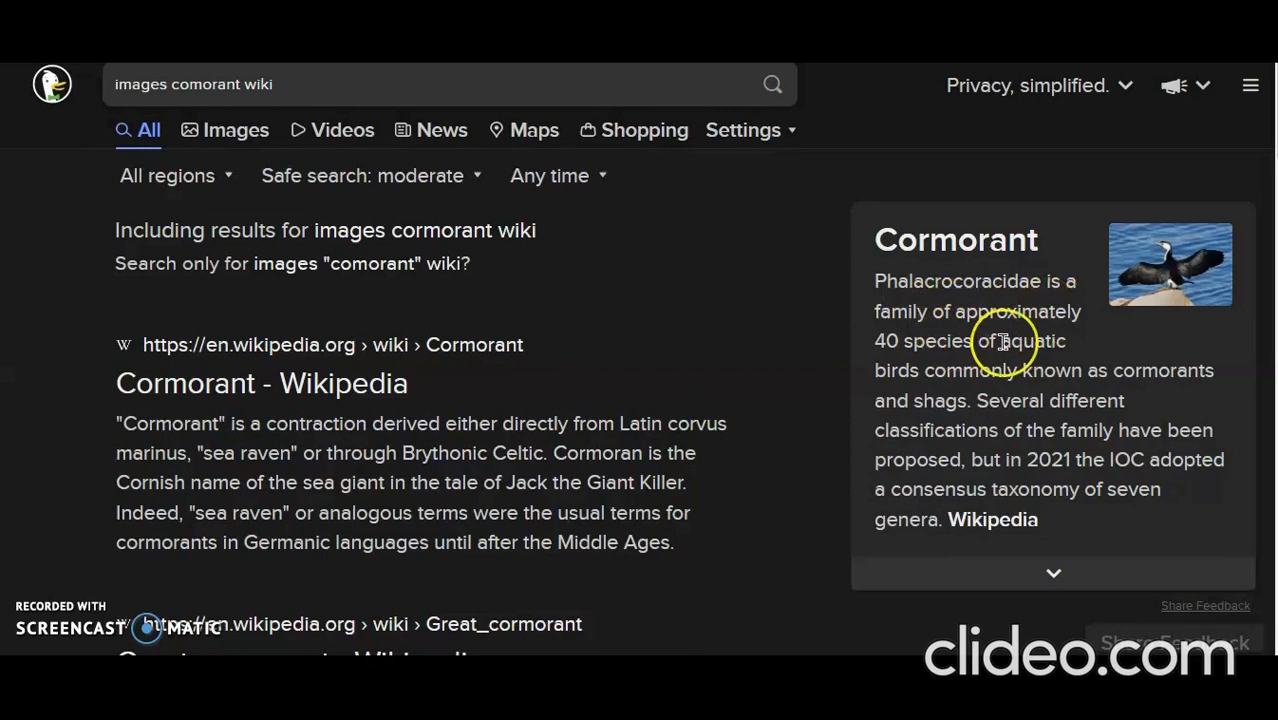 images comorant wiki
Privacy, simplified.
All
Images
Videos
News
Maps
Shopping
Settings
All regions
Safe search: moderate
Any time
Including results for images cormorant wiki
Search only for images "comorant" wiki?
W https://en.wikipedia.org › wiki › Cormorant
Cormorant - Wikipedia
"Cormorant" is a contraction derived either directly from Latin corvus
marinus, "sea raven" or through Brythonic Celtic. Cormoran is the
Cornish name of the sea giant in the tale of Jack the Giant Killer.
Indeed, "sea raven" or analogous terms were the usual terms for
cormorants in Germanic languages until after the Middle Ages.
W https://en.wikipedia.org › wiki › Great_cormorant
Cormorant
Phalacrocoracidae is a
family of approximately
40 species of aquatic
birds commonly known as cormorants
and shags. Several different
classifications of the family have been
proposed, but in 2021 the IOC adopted
a consensus taxonomy of seven
genera. Wikipedia
Share Feedback
Share Feedback
RECORDED WITH
SCREENCAST MATIC
clideo.com